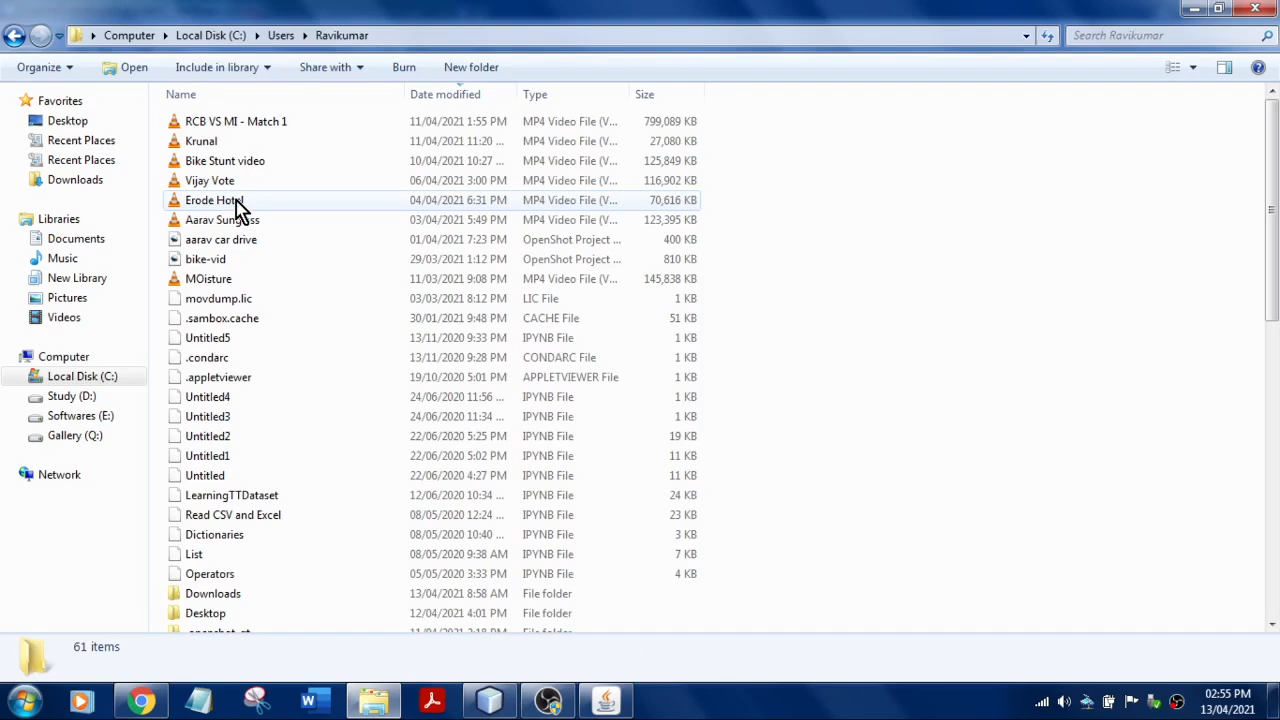 Computer Local Disk (C:) Users Ravikumar Search Ravikumar
Organize Open Include in library Share with Burn New folder
Name Date modified Type Size
Favorites
Desktop
Recent Places
Recent Places
Downloads
Libraries
Documents
Music
New Library
Pictures
Videos
Computer
Local Disk (C:)
Study (D:)
Softwares (E:)
Gallery (Q:)
Network
RCB VS MI - Match 1 11/04/2021 1:55 PM MP4 Video File (V... 799,089 KB
Krunal 11/04/2021 11:20 ... MP4 Video File (V... 27,080 KB
Bike Stunt video 10/04/2021 10:27 ... MP4 Video File (V... 125,849 KB
Vijay Vote 06/04/2021 3:00 PM MP4 Video File (V... 116,902 KB
Erode 04/04/2021 6:31 PM MP4 Video File (V... 70,616 KB
Aarav 03/04/2021 5:49 PM MP4 Video File (V... 123,395 KB
aarav car drive 01/04/2021 7:23 PM OpenShot Project ... 400 KB
bike-vid 29/03/2021 1:12 PM OpenShot Project ... 810 KB
MOisture 11/03/2021 9:08 PM MP4 Video File (V... 145,838 KB
movdump.lic 03/03/2021 8:12 PM LIC File 1 KB
.sambox.cache 30/01/2021 9:48 PM CACHE File 51 KB
Untitled5 13/11/2020 9:33 PM IPYNB File 1 KB
.condarc 13/11/2020 9:28 PM CONDARC File 1 KB
.appletviewer 19/10/2020 5:01 PM APPLETVIEWER File 1 KB
Untitled4 24/06/2020 11:56 ... IPYNB File 1 KB
Untitled3 24/06/2020 11:34 ... IPYNB File 1 KB
Untitled2 22/06/2020 5:25 PM IPYNB File 19 KB
Untitled1 22/06/2020 5:02 PM IPYNB File 11 KB
Untitled 22/06/2020 4:27 PM IPYNB File 11 KB
LearningTTDataset 12/06/2020 10:34 ... IPYNB File 24 KB
Read CSV and Excel 08/05/2020 12:24 ... IPYNB File 23 KB
Dictionaries 08/05/2020 10:40 ... IPYNB File 3 KB
List 08/05/2020 9:38 AM IPYNB File 7 KB
Operators 05/05/2020 3:33 PM IPYNB File 4 KB
Downloads 13/04/2021 8:58 AM File folder
Desktop 12/04/2021 4:01 PM File folder
61 items
02:55 PM
13/04/2021